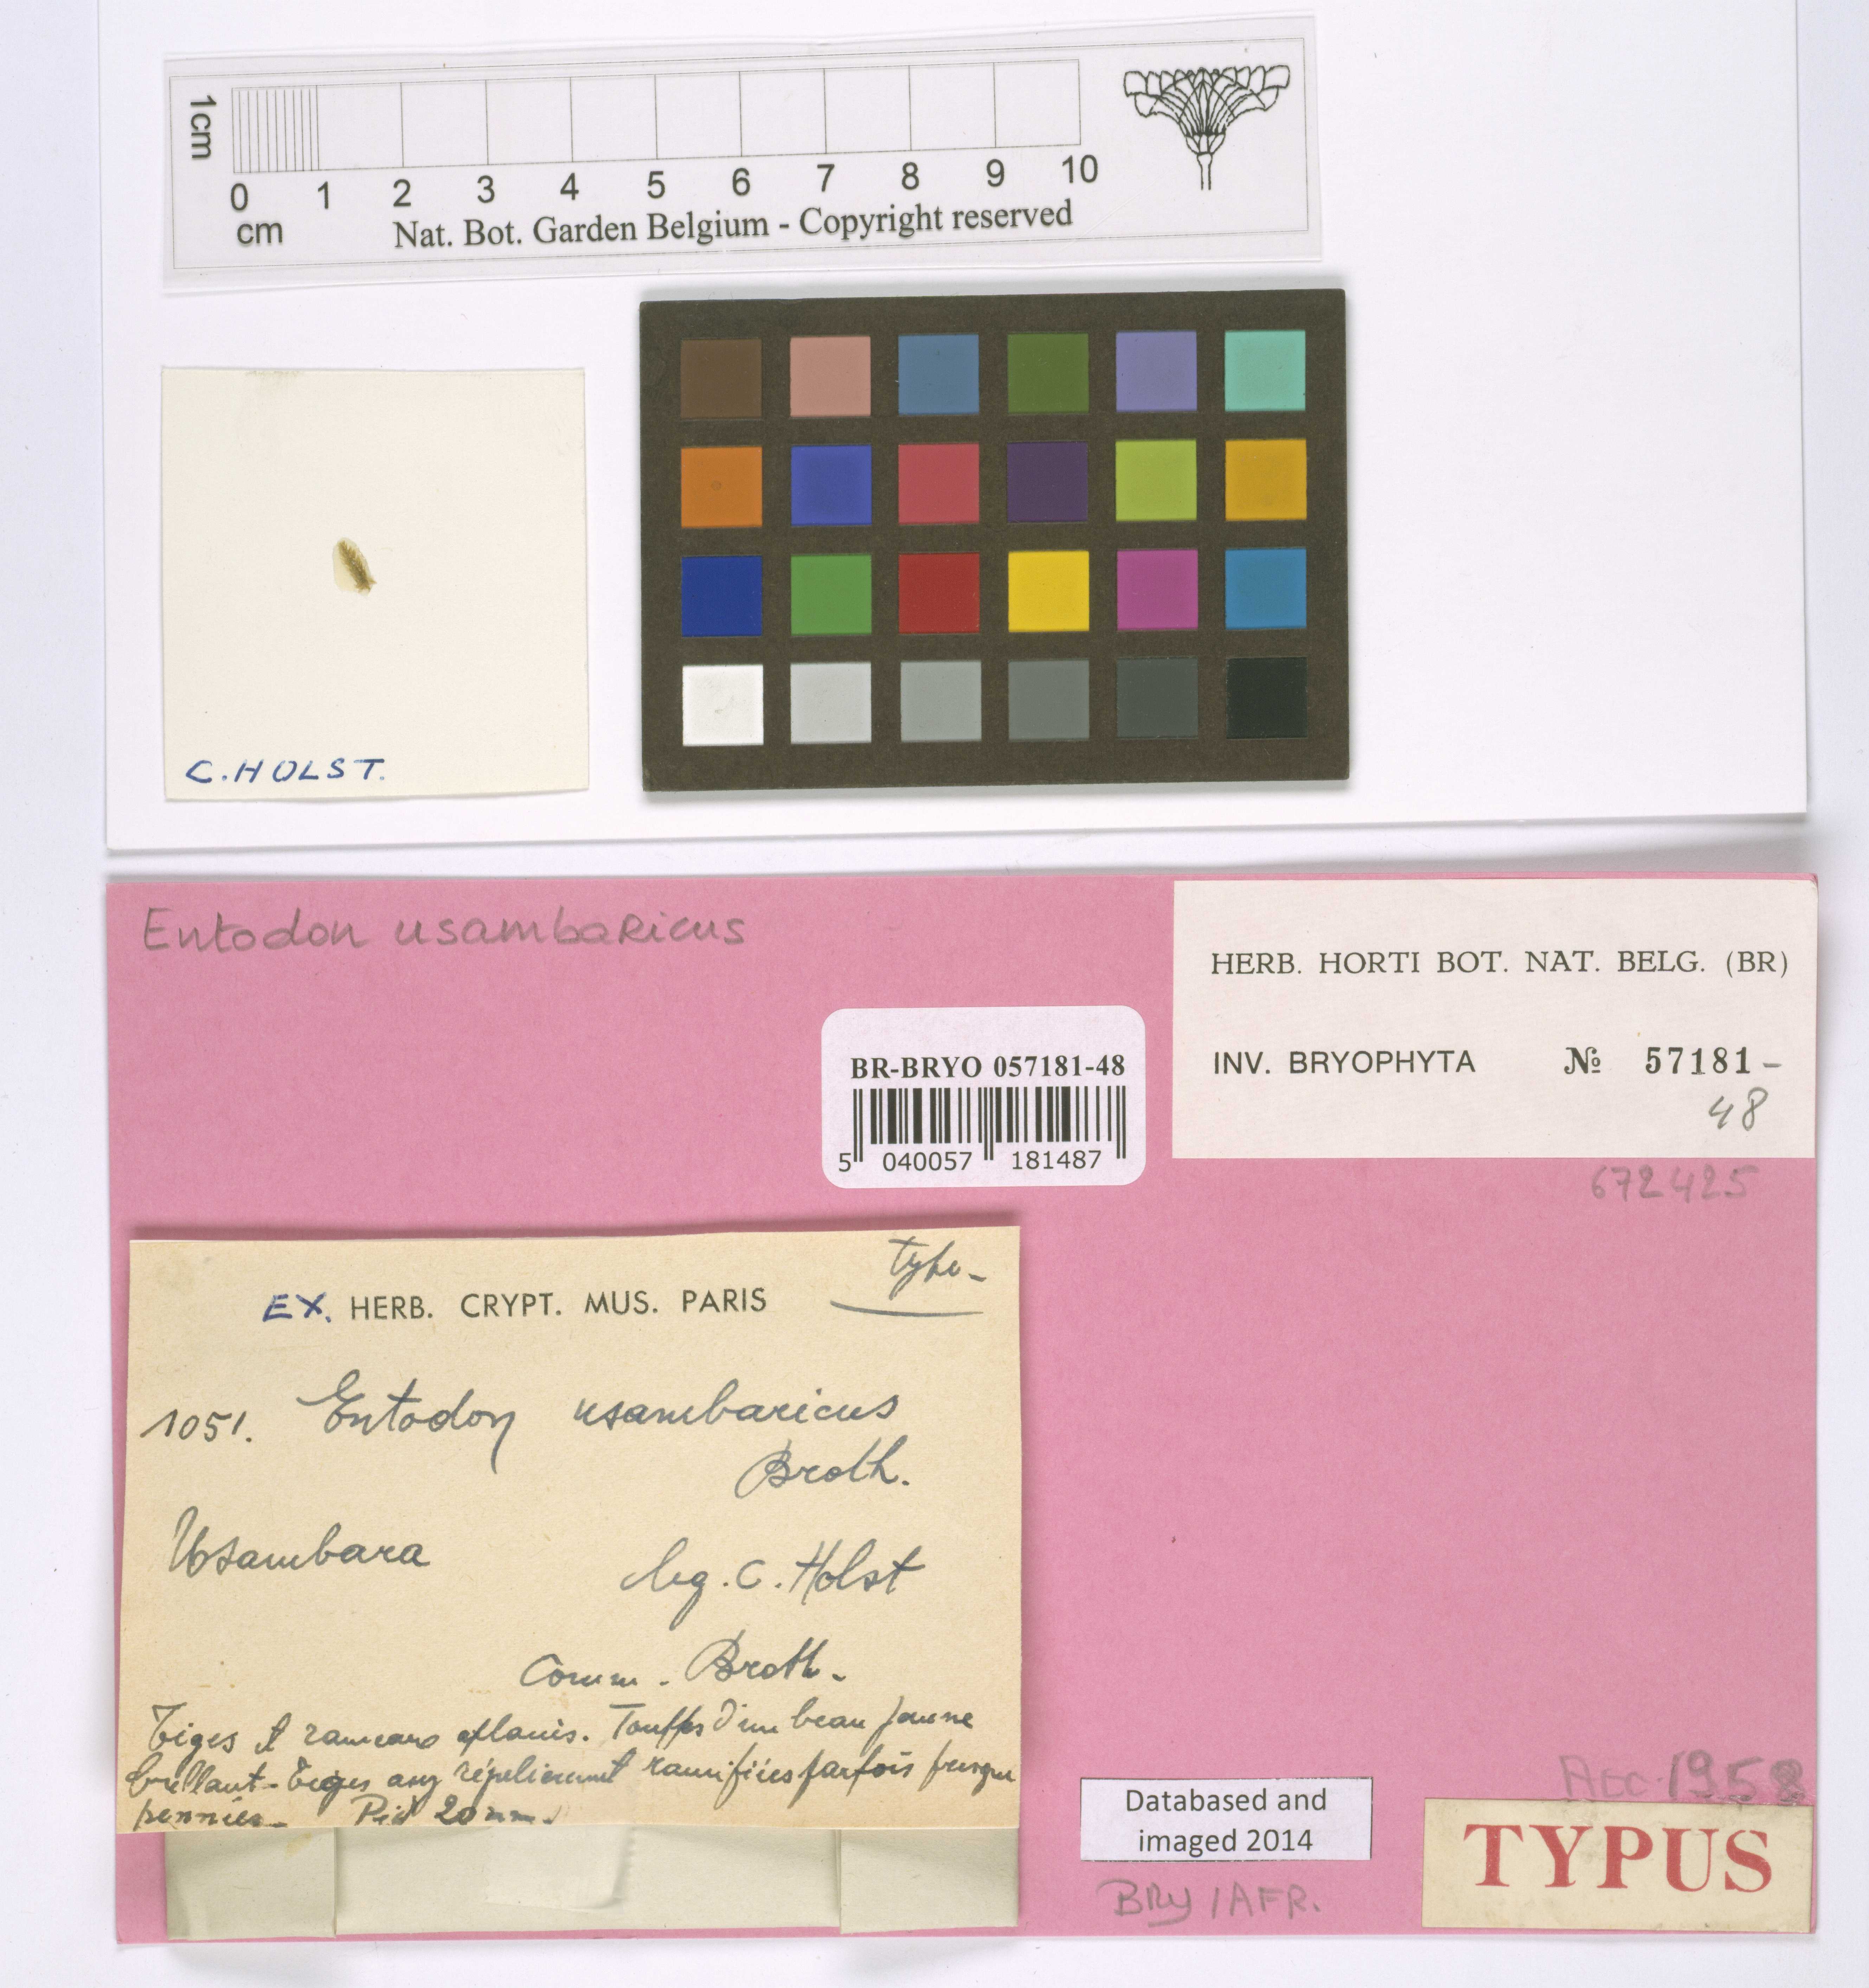 1cm
0 1 2 3 4 5 6 7 8 9 10
cm
Nat. Bot. Garden Belgium - Copyright reserved
C. HOLST.
Entodon usambaricus
HERB. HORTI BOT. NAT. BELG. (BR)
INV. BRYOPHYTA № 57181-
48
BR-BRYO 057181-48
5 040057 181487
672425
type-
EX. HERB. CRYPT. MUS. PARIS
1051. Entodon usambaricus
Broth.
Usambara
leg. C. Holst
Comm. Broth.
Tiges et rameaux aplanis. Touffes d'un beau jaune
brillant - Tiges ramifiées parfois
pennées - 20 mm.
Acc. 1958
Databased and
imaged 2014
TYPUS
BRY/AFR.